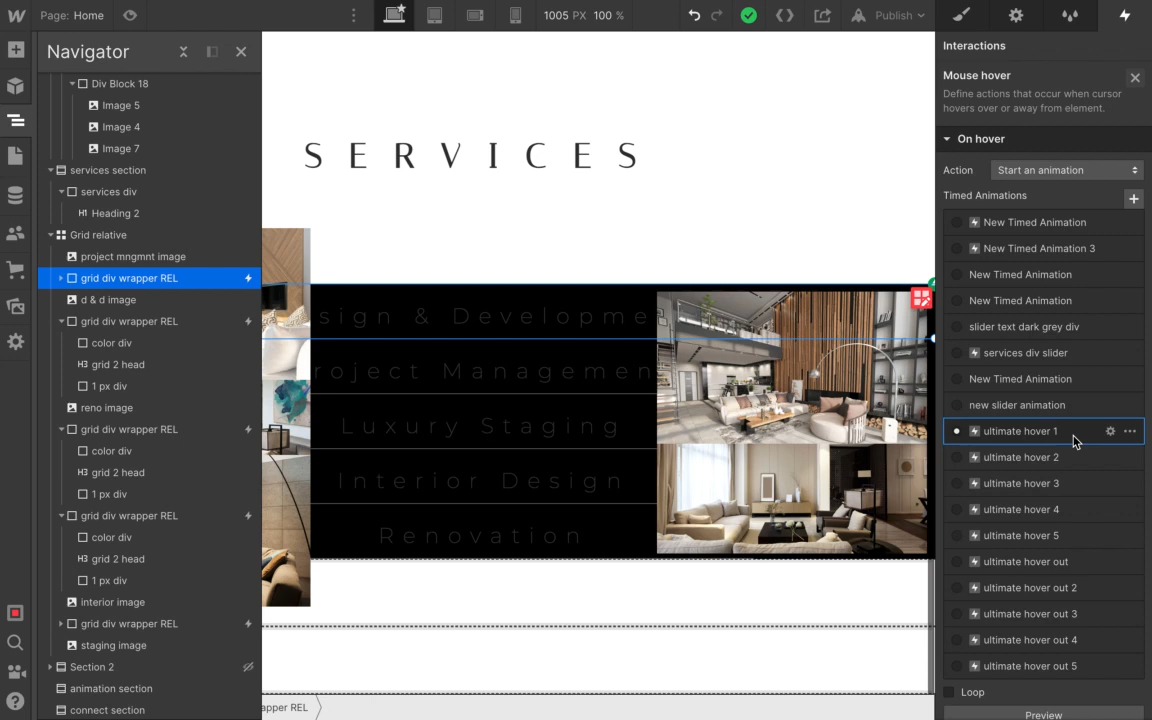 Page: Home
1005 PX 100 %
Publish
Navigator
Div Block 18
Image 5
Image 4
Image 7
services section
services div
H1 Heading 2
Grid relative
project mngmnt image
grid div wrapper REL
d & d image
grid div wrapper REL
color div
H3 grid 2 head
1 px div
reno image
grid div wrapper REL
color div
H3 grid 2 head
1 px div
grid div wrapper REL
color div
H3 grid 2 head
1 px div
interior image
grid div wrapper REL
staging image
Section 2
animation section
connect section
SERVICES
sign & Developme
roject Managemen
Luxury Staging
Interior Design
Renovation
apper REL
Interactions
Mouse hover
Define actions that occur when cursor
hovers over or away from element.
On hover
Action Start an animation
Timed Animations
New Timed Animation
New Timed Animation 3
New Timed Animation
New Timed Animation
slider text dark grey div
services div slider
New Timed Animation
new slider animation
ultimate hover 1
ultimate hover 2
ultimate hover 3
ultimate hover 4
ultimate hover 5
ultimate hover out
ultimate hover out 2
ultimate hover out 3
ultimate hover out 4
ultimate hover out 5
Loop
Preview